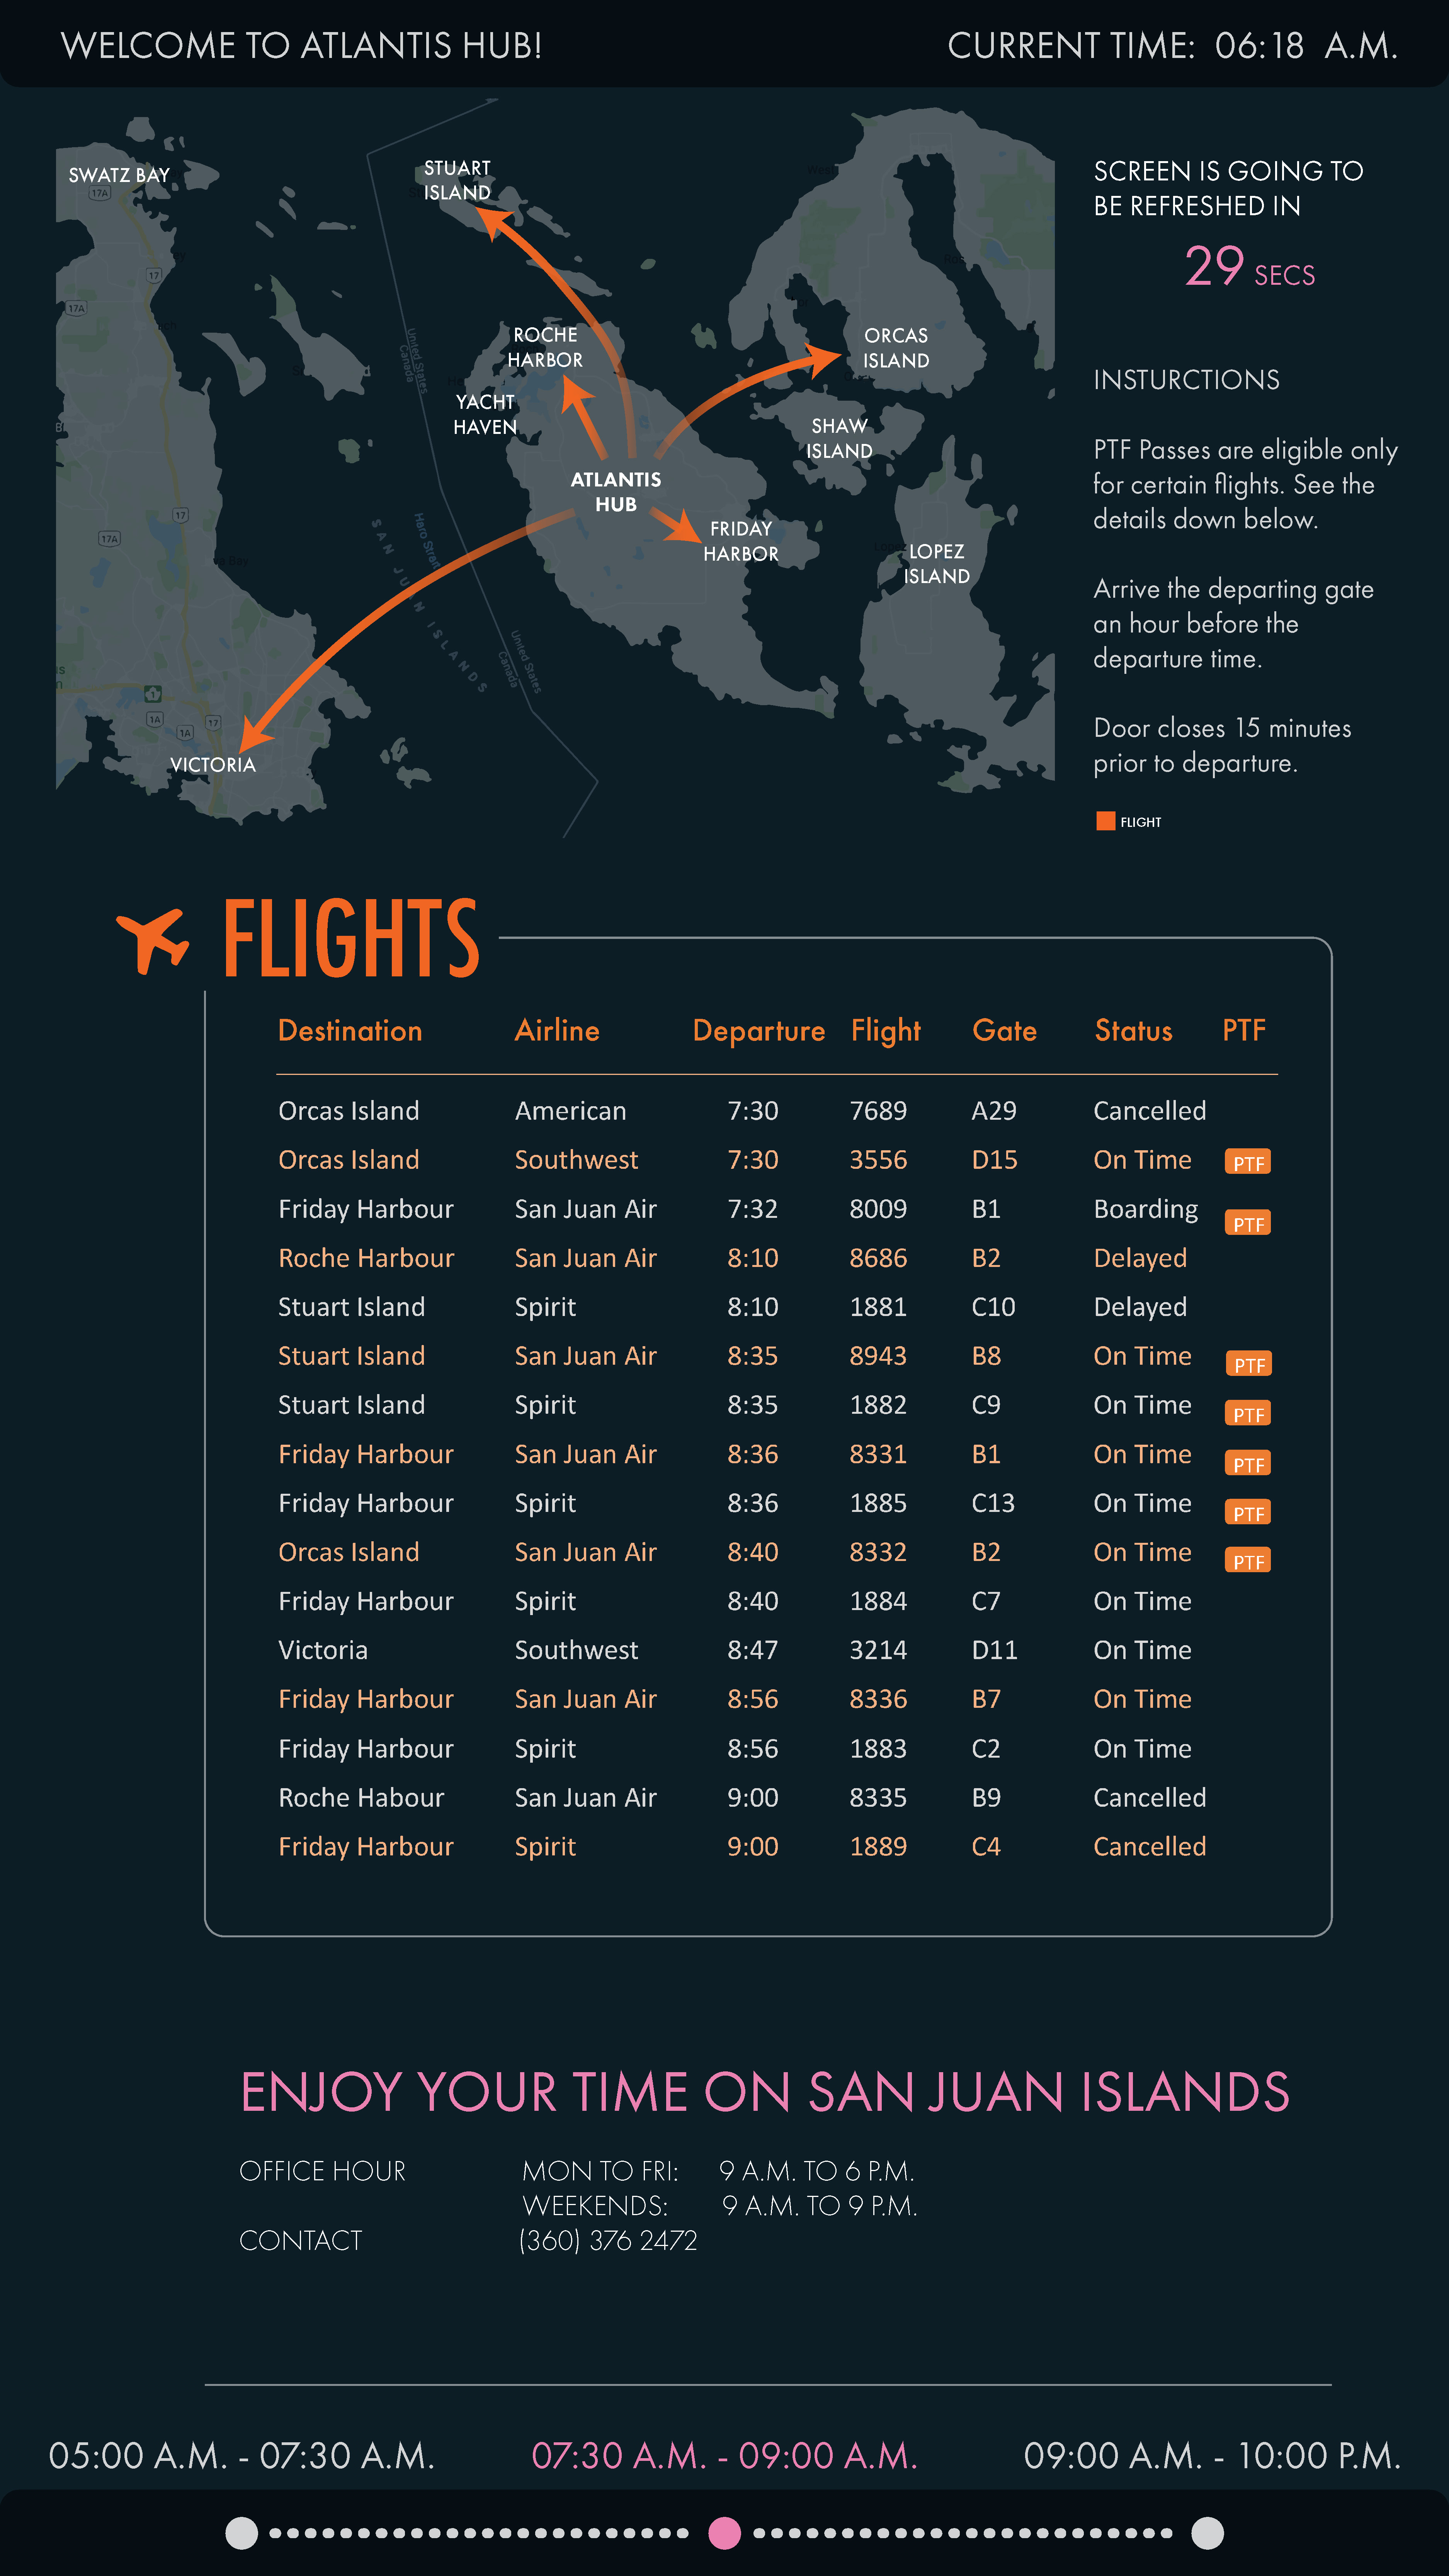 WELCOME TO ATLANTIS HUB!
CURRENT TIME: 06:18 A.M.
SWATZ BAY
17A
17
17A
17A
17
1
1A
1A
17
VICTORIA
STUART
ISLAND
ROCHE
HARBOR
YACHT
HAVEN
ATLANTIS
HUB
ORCAS
ISLAND
SHAW
ISLAND
FRIDAY
HARBOR
LOPEZ
ISLAND
United States
Canada
Haro Strait
SAN JUAN ISLANDS
United States
Canada
SCREEN IS GOING TO
BE REFRESHED IN
29 SECS
INSTURCTIONS
PTF Passes are eligible only
for certain flights. See the
details down below.
Arrive the departing gate
an hour before the
departure time.
Door closes 15 minutes
prior to departure.
FLIGHT
FLIGHTS
Destination Airline Departure Flight Gate Status PTF
Orcas Island American 7:30 7689 A29 Cancelled
Orcas Island Southwest 7:30 3556 D15 On Time PTF
Friday Harbour San Juan Air 7:32 8009 B1 Boarding PTF
Roche Harbour San Juan Air 8:10 8686 B2 Delayed
Stuart Island Spirit 8:10 1881 C10 Delayed
Stuart Island San Juan Air 8:35 8943 B8 On Time PTF
Stuart Island Spirit 8:35 1882 C9 On Time PTF
Friday Harbour San Juan Air 8:36 8331 B1 On Time PTF
Friday Harbour Spirit 8:36 1885 C13 On Time PTF
Orcas Island San Juan Air 8:40 8332 B2 On Time PTF
Friday Harbour Spirit 8:40 1884 C7 On Time
Victoria Southwest 8:47 3214 D11 On Time
Friday Harbour San Juan Air 8:56 8336 B7 On Time
Friday Harbour Spirit 8:56 1883 C2 On Time
Roche Habour San Juan Air 9:00 8335 B9 Cancelled
Friday Harbour Spirit 9:00 1889 C4 Cancelled
ENJOY YOUR TIME ON SAN JUAN ISLANDS
OFFICE HOUR MON TO FRI: 9 A.M. TO 6 P.M.
WEEKENDS: 9 A.M. TO 9 P.M.
CONTACT (360) 376 2472
05:00 A.M. - 07:30 A.M.
07:30 A.M. - 09:00 A.M.
09:00 A.M. - 10:00 P.M.